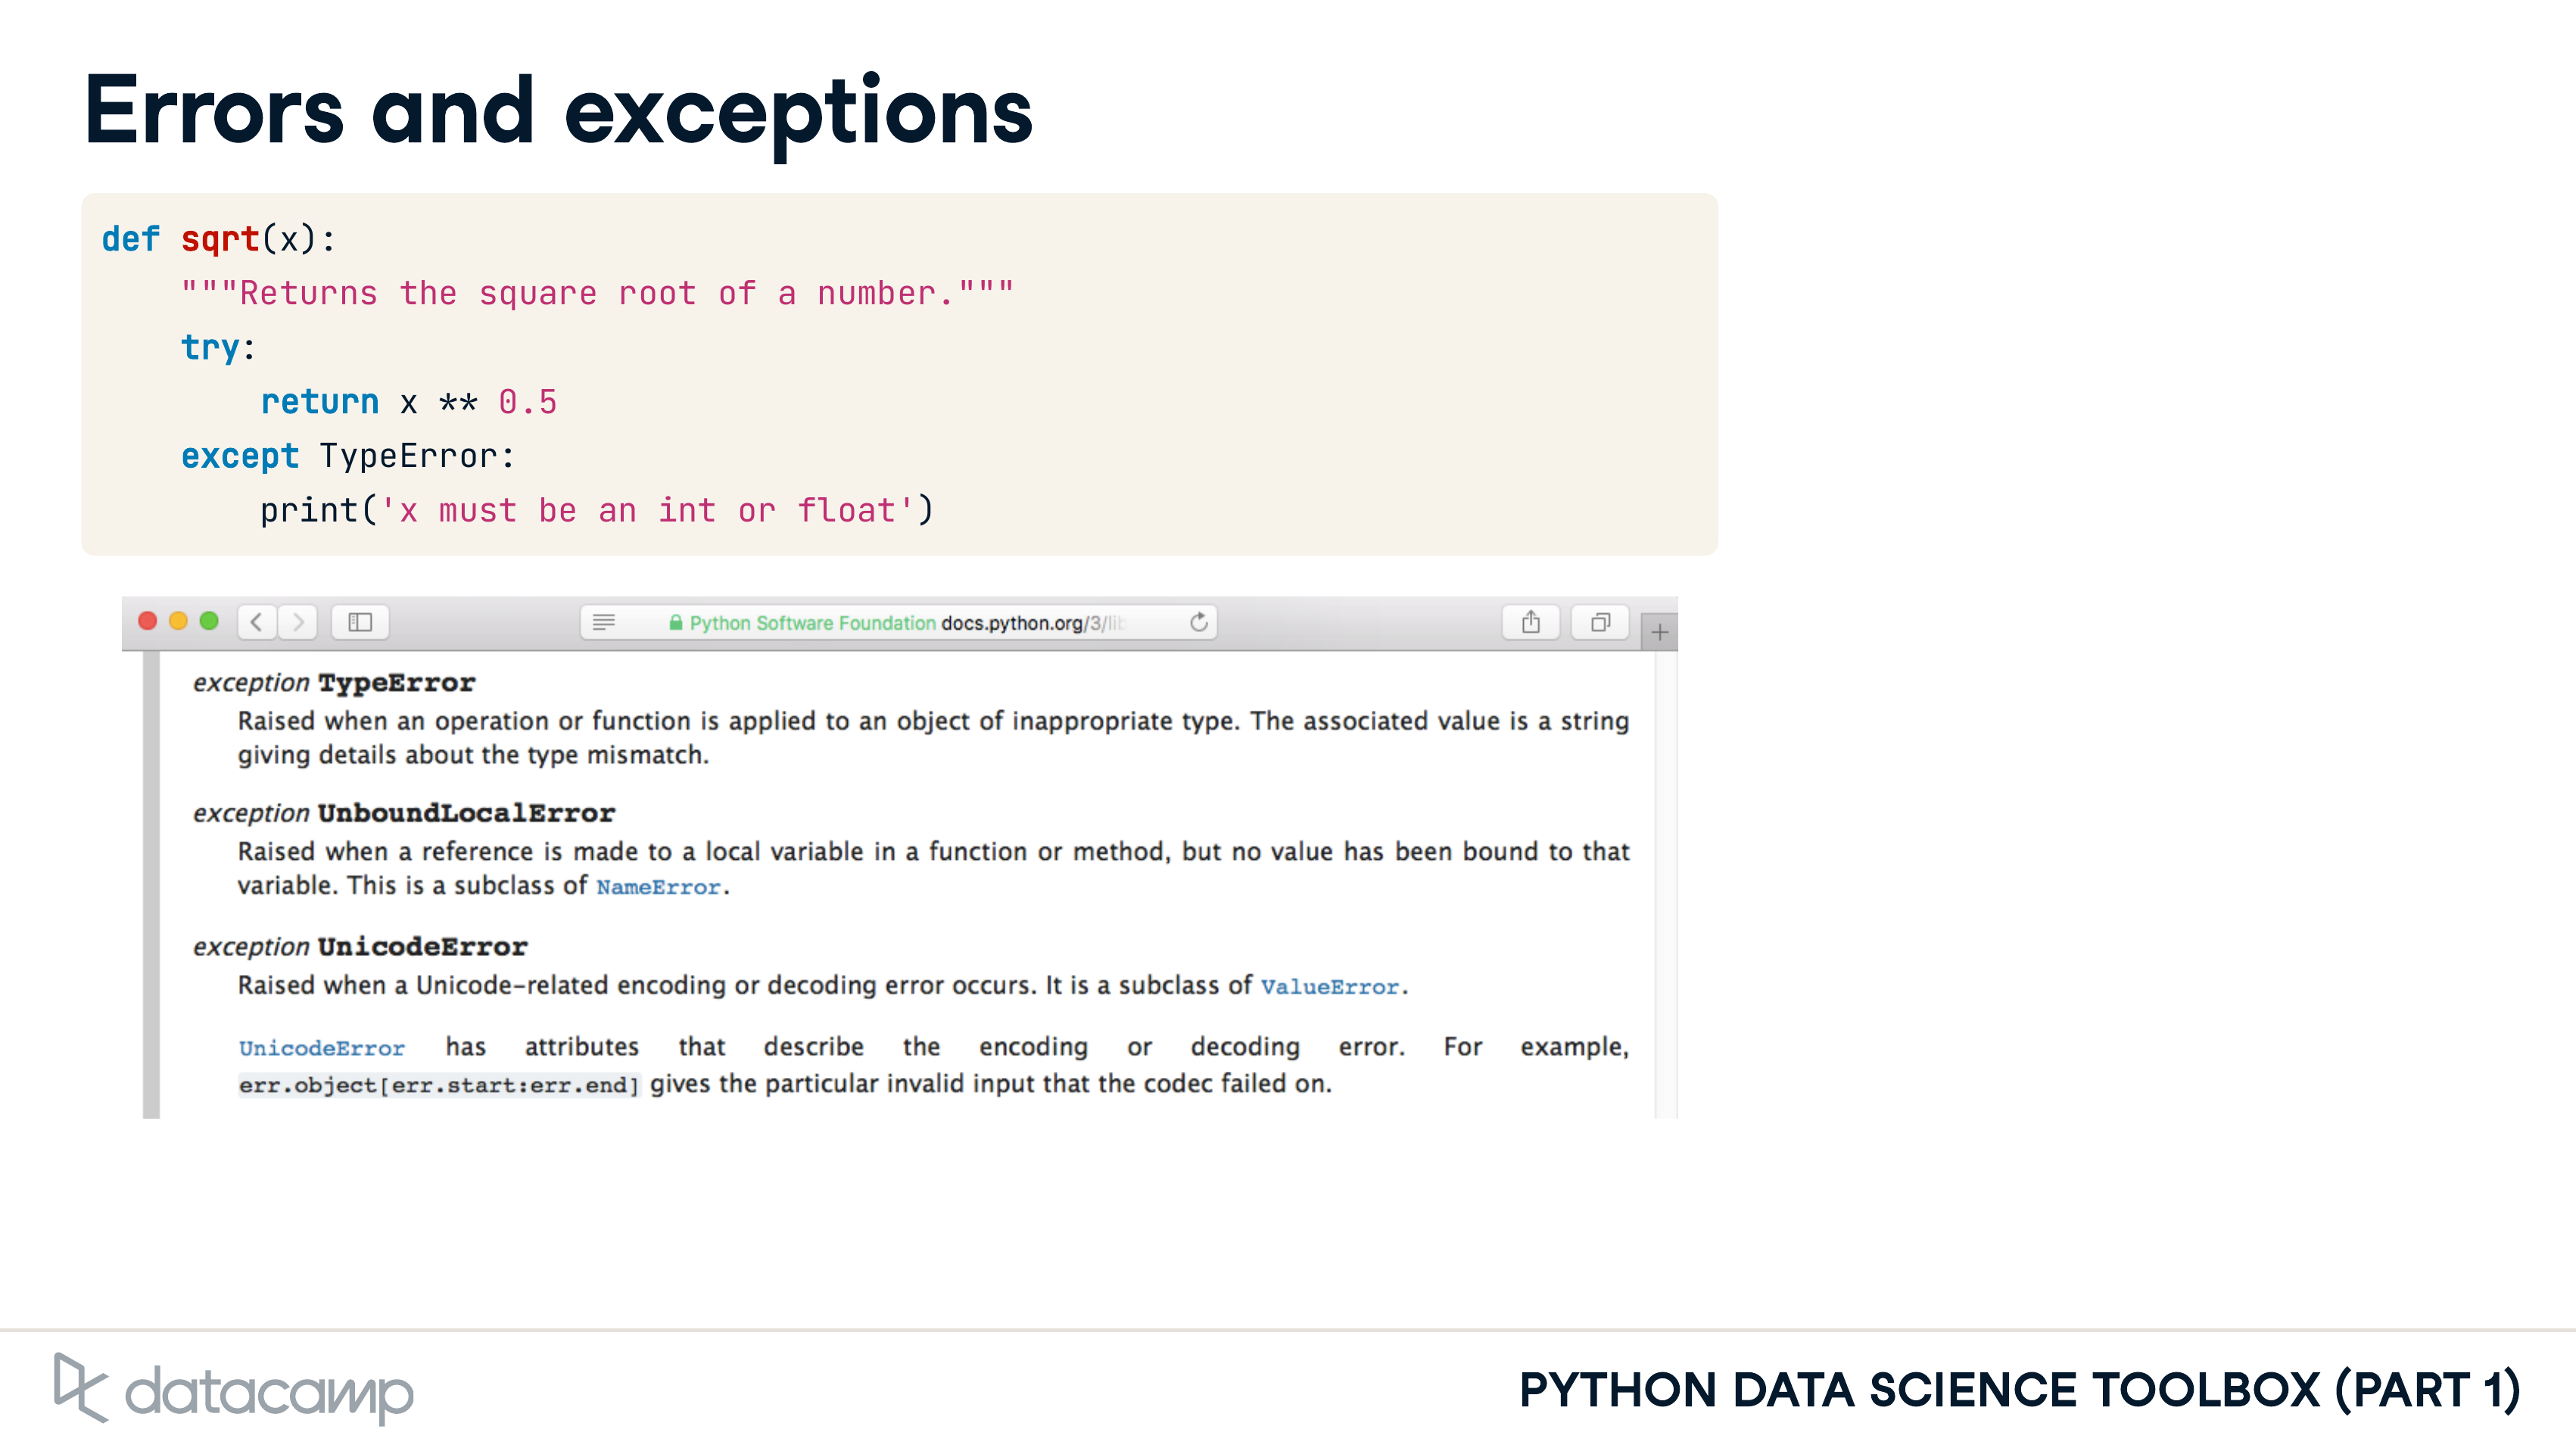 Errors and exceptions
def sqrt(x):
    """Returns the square root of a number."""
    try:
        return x ** 0.5
    except TypeError:
        print('x must be an int or float')
Python Software Foundation docs.python.org/3/lib
exception TypeError
Raised when an operation or function is applied to an object of inappropriate type. The associated value is a string
giving details about the type mismatch.
exception UnboundLocalError
Raised when a reference is made to a local variable in a function or method, but no value has been bound to that
variable. This is a subclass of NameError.
exception UnicodeError
Raised when a Unicode-related encoding or decoding error occurs. It is a subclass of ValueError.
UnicodeError has attributes that describe the encoding or decoding error. For example,
err.object[err.start:err.end] gives the particular invalid input that the codec failed on.
datacamp
PYTHON DATA SCIENCE TOOLBOX (PART 1)